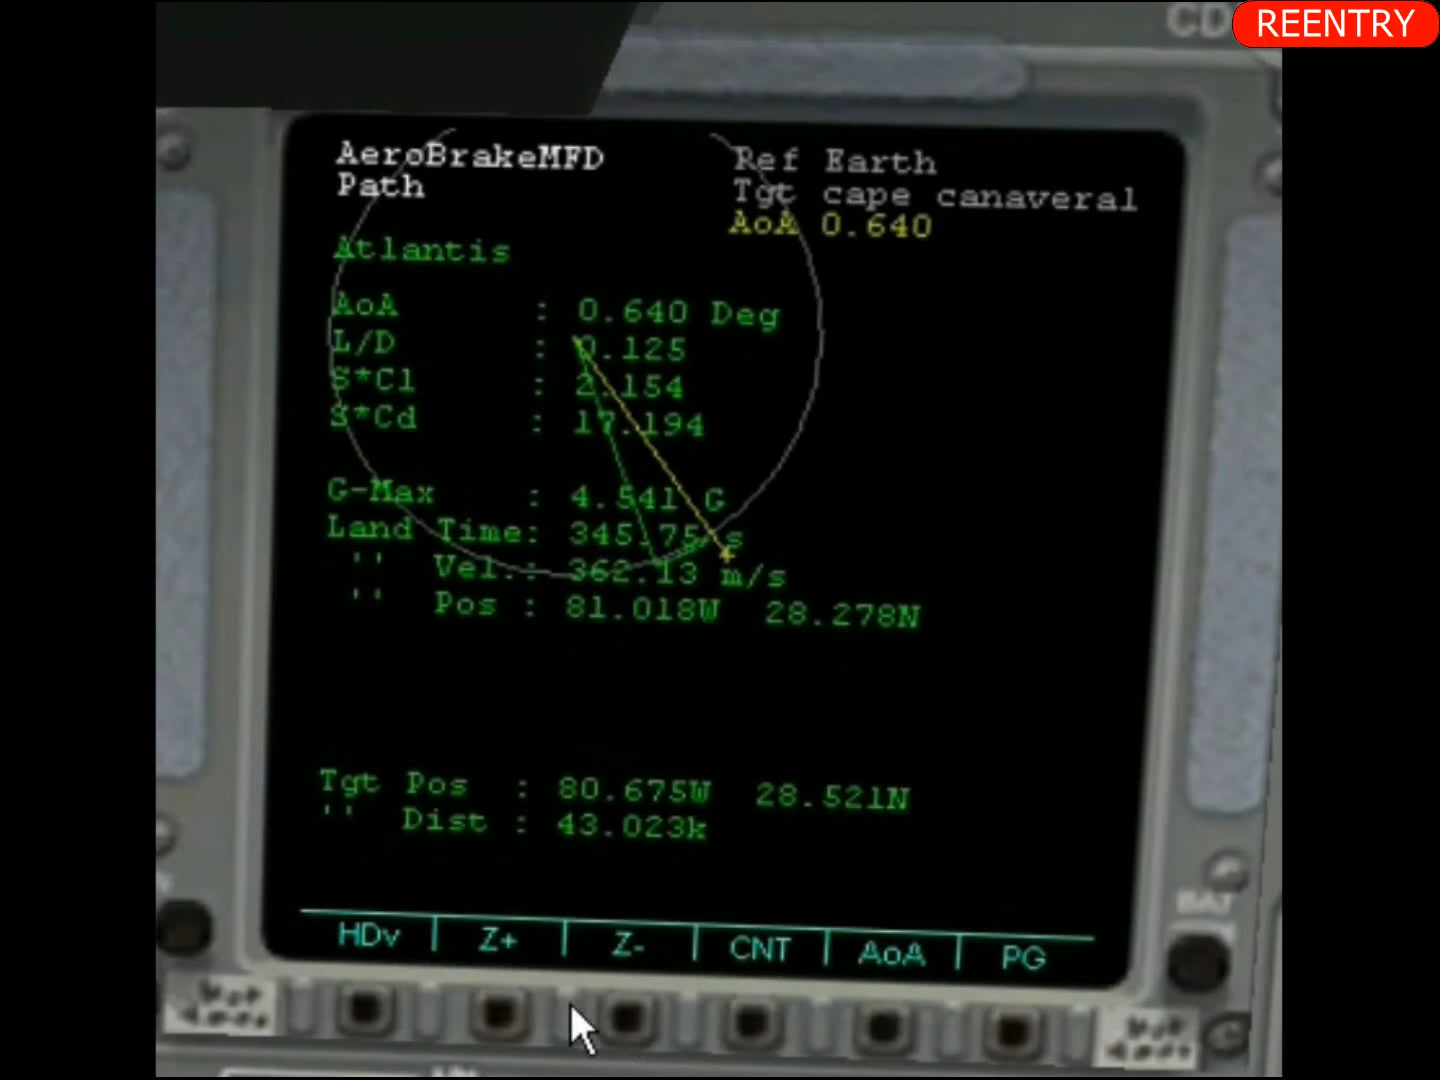 CD
REENTRY
AeroBrakeMFD
Path
Ref Earth
Tgt cape canaveral
AoA 0.640
Atlantis
AoA : 0.640 Deg
L/D : 0.125
S*Cl : 2.154
S*Cd : 17.194
G-Max : 4.541 G
Land Time: 345.75 s
'' Vel.: 362.13 m/s
'' Pos : 81.018W 28.278N
Tgt Pos : 80.675W 28.521N
'' Dist : 43.023k
HDv Z+ Z- CNT AoA PG
BAT